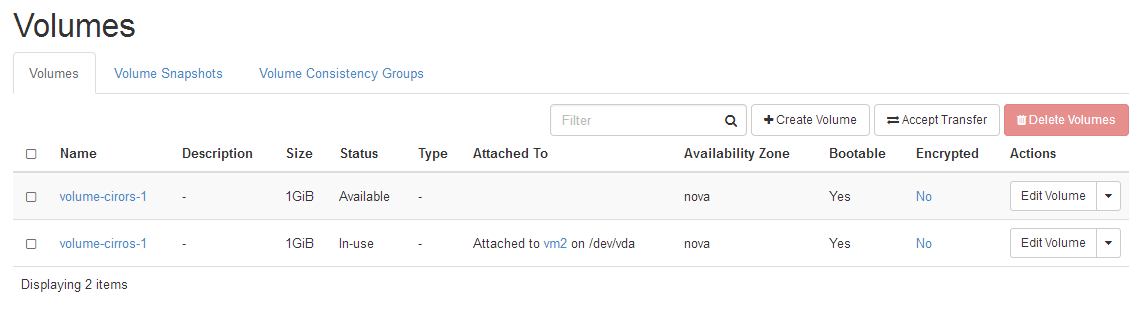 Volumes
Volumes Volume Snapshots Volume Consistency Groups
Filter Create Volume Accept Transfer Delete Volumes
Name Description Size Status Type Attached To Availability Zone Bootable Encrypted Actions
volume-cirors-1 - 1GiB Available - nova Yes No Edit Volume
volume-cirros-1 - 1GiB In-use - Attached to vm2 on /dev/vda nova Yes No Edit Volume
Displaying 2 items